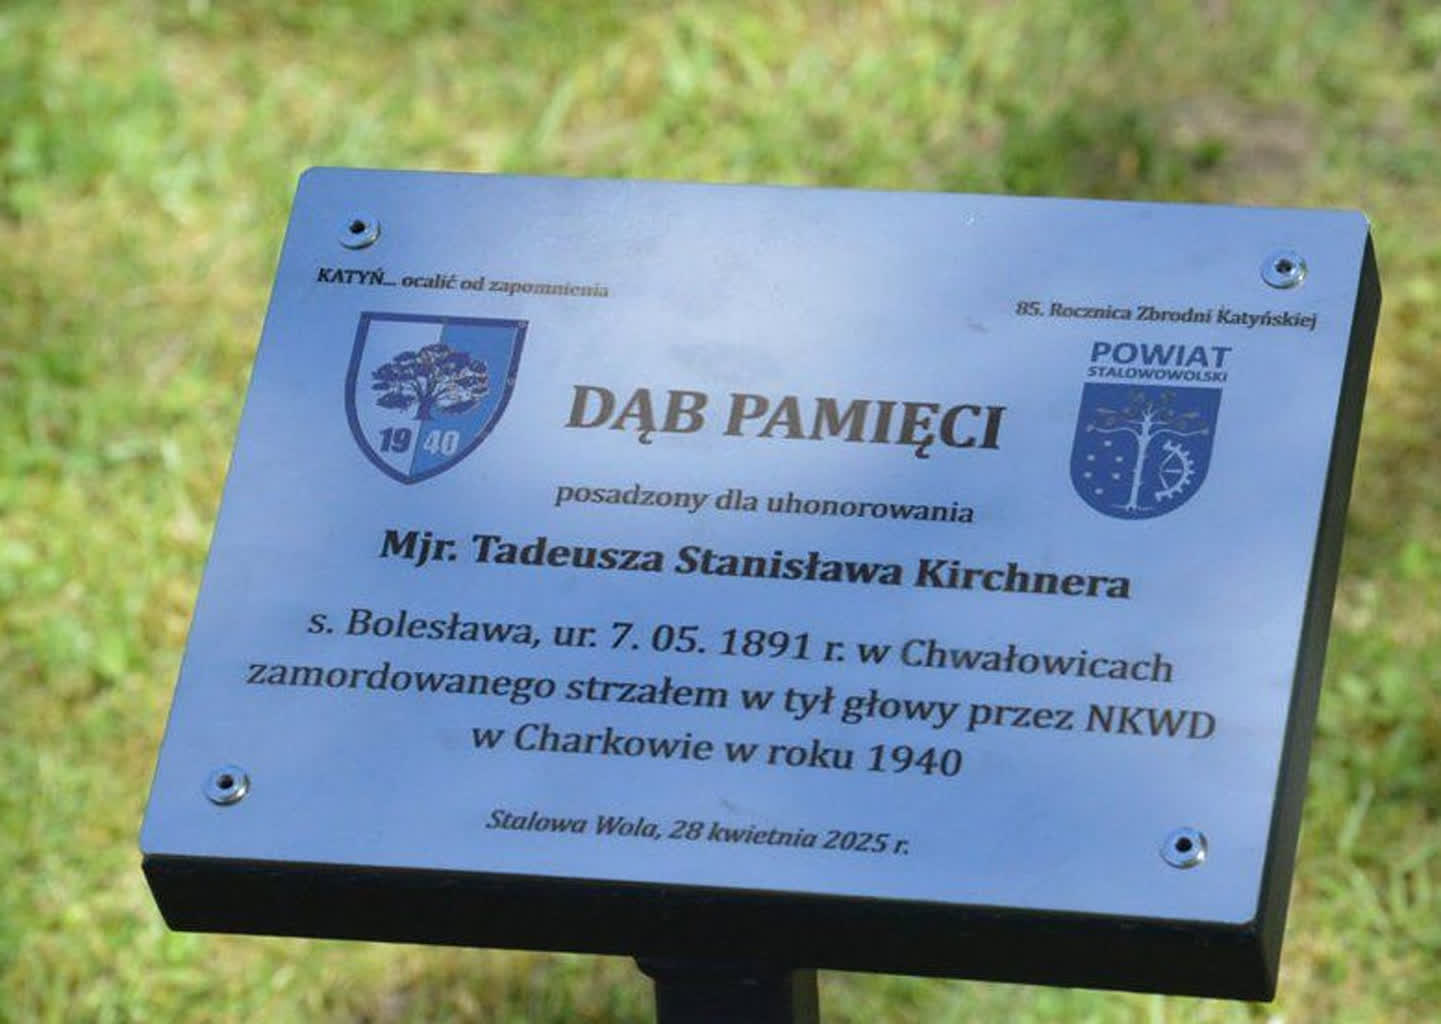 KATYŃ... ocalić od zapomnienia
85. Rocznica Zbrodni Katyńskiej
19 40
POWIAT
STALOWOWOLSKI
DĄB PAMIĘCI
posadzony dla uhonorowania
Mjr. Tadeusza Stanisława Kirchnera
s. Bolesława, ur. 7. 05. 1891 r. w Chwałowicach
zamordowanego strzałem w tył głowy przez NKWD
w Charkowie w roku 1940
Stalowa Wola, 28 kwietnia 2025 r.